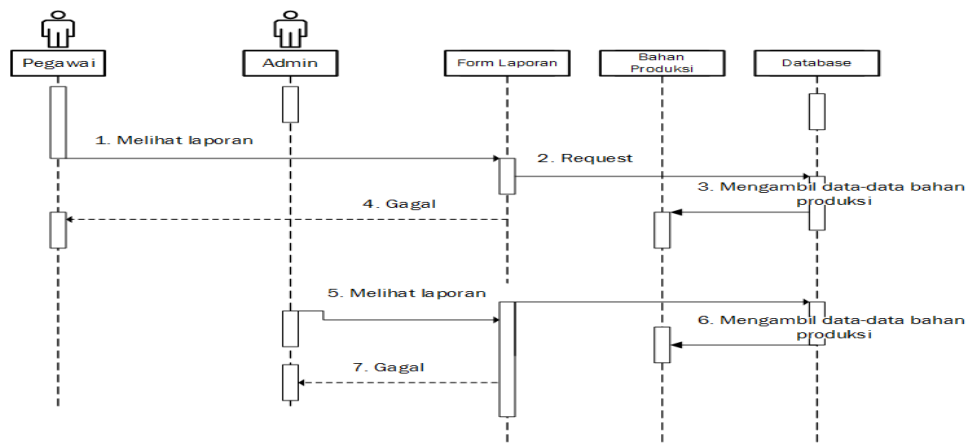 Pegawai
Admin
Form Laporan
Bahan
Produksi
Database
1. Melihat laporan
2. Request
3. Mengambil data-data bahan
produksi
4. Gagal
5. Melihat laporan
6. Mengambil data-data bahan
produksi
7. Gagal